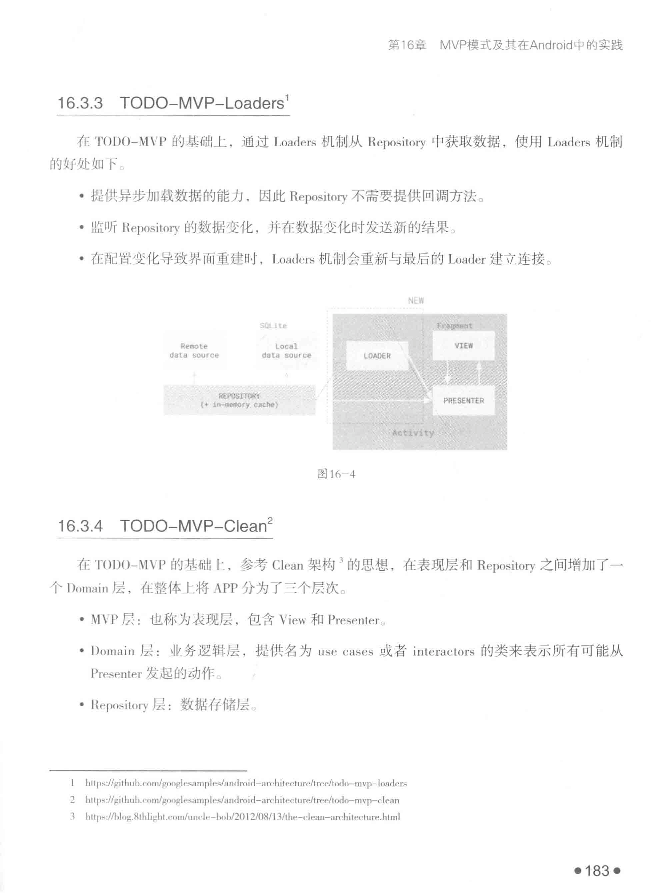 第16章 MVP模式及其在Android中的实践
16.3.3 TODO-MVP-Loaders1
在 TODO-MVP 的基础上，通过 Loaders 机制从 Repository 中获取数据，使用 Loaders 机制
的好处如下。
• 提供异步加载数据的能力，因此 Repository 不需要提供回调方法。
• 监听 Repository 的数据变化，并在数据变化时发送新的结果。
• 在配置变化导致界面重建时，Loaders 机制会重新与最后的 Loader 建立连接。
NEW
SQLite
Fragment
Remote
data source
Local
data source
LOADER
VIEW
REPOSITORY
(+ in-memory cache)
PRESENTER
Activity
图16-4
16.3.4 TODO-MVP-Clean2
在 TODO-MVP 的基础上，参考 Clean 架构3 的思想，在表现层和 Repository 之间增加了一
个 Domain 层，在整体上将 APP 分为了三个层次。
• MVP 层：也称为表现层，包含 View 和 Presenter。
• Domain 层：业务逻辑层，提供名为 use cases 或者 interactors 的类来表示所有可能从
Presenter 发起的动作。
• Repository 层：数据存储层。
1 https://github.com/googlesamples/android-architecture/tree/todo-mvp-loaders
2 https://github.com/googlesamples/android-architecture/tree/todo-mvp-clean
3 https://blog.8thlight.com/uncle-bob/2012/08/13/the-clean-architecture.html
•183•